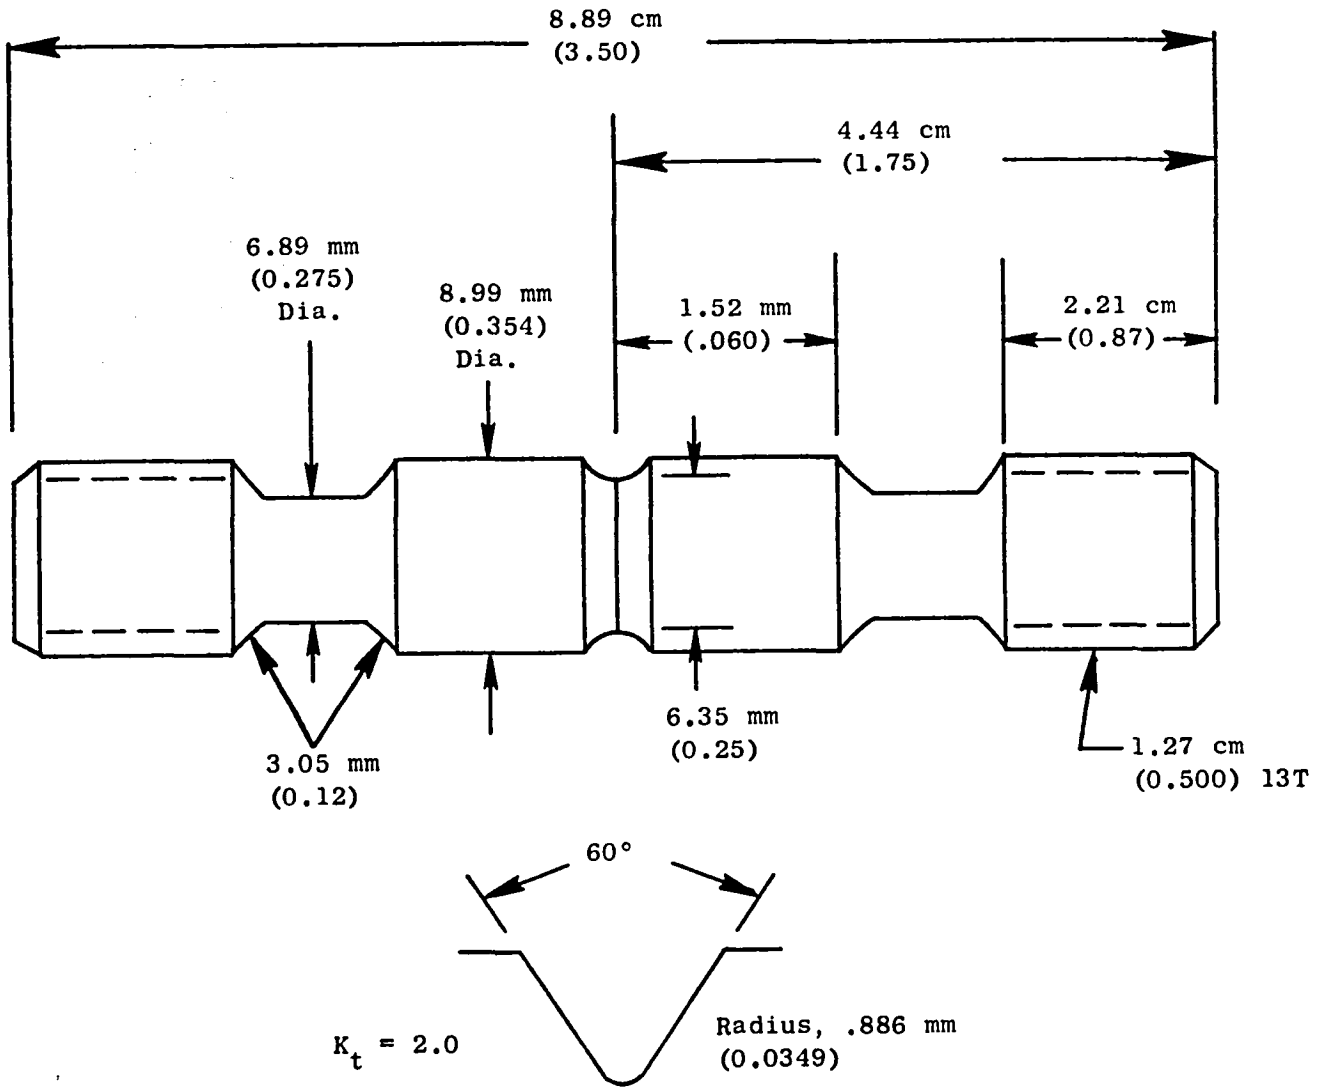 8.89 cm
(3.50)
4.44 cm
(1.75)
6.89 mm
(0.275)
Dia.
8.99 mm
(0.354)
Dia.
1.52 mm
(.060)
2.21 cm
(0.87)
6.35 mm
(0.25)
3.05 mm
(0.12)
1.27 cm
(0.500) 13T
60°
K_t = 2.0
Radius, .886 mm
(0.0349)